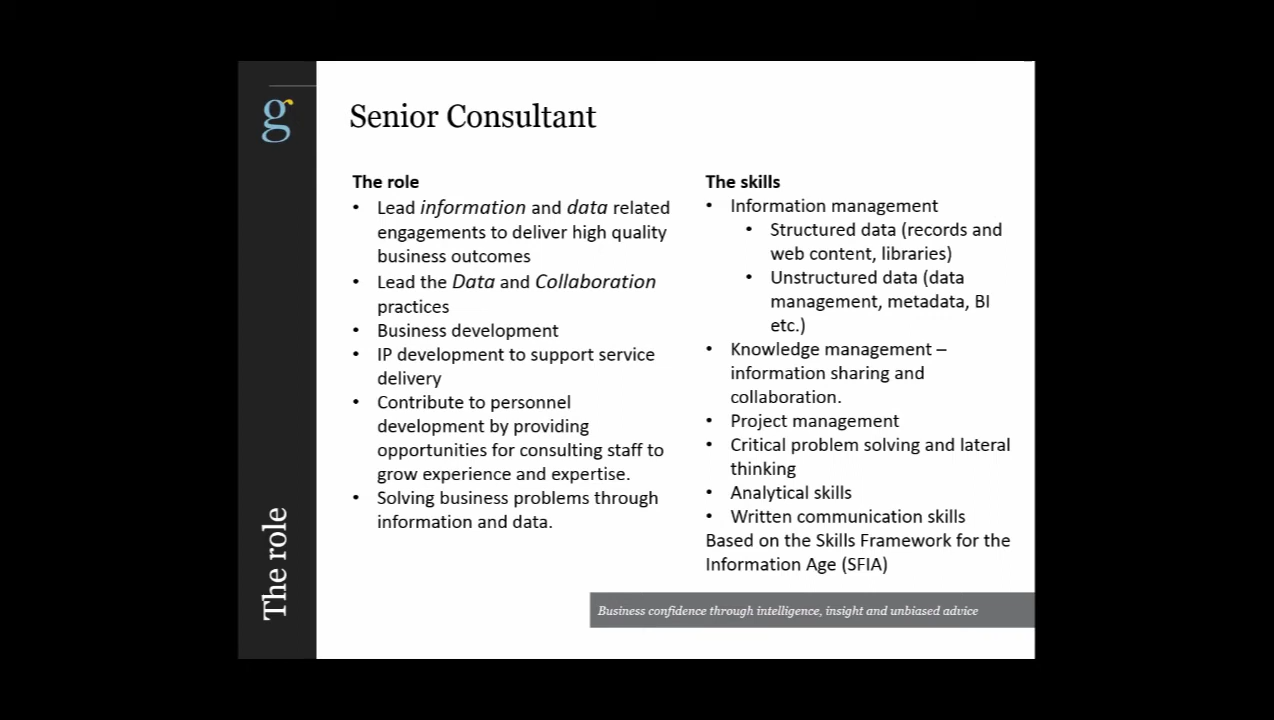 g
Senior Consultant
The role
• Lead information and data related
engagements to deliver high quality
business outcomes
• Lead the Data and Collaboration
practices
• Business development
• IP development to support service
delivery
• Contribute to personnel
development by providing
opportunities for consulting staff to
grow experience and expertise.
• Solving business problems through
information and data.
The skills
• Information management
• Structured data (records and
web content, libraries)
• Unstructured data (data
management, metadata, BI
etc.)
• Knowledge management –
information sharing and
collaboration.
• Project management
• Critical problem solving and lateral
thinking
• Analytical skills
• Written communication skills
Based on the Skills Framework for the
Information Age (SFIA)
The role
Business confidence through intelligence, insight and unbiased advice